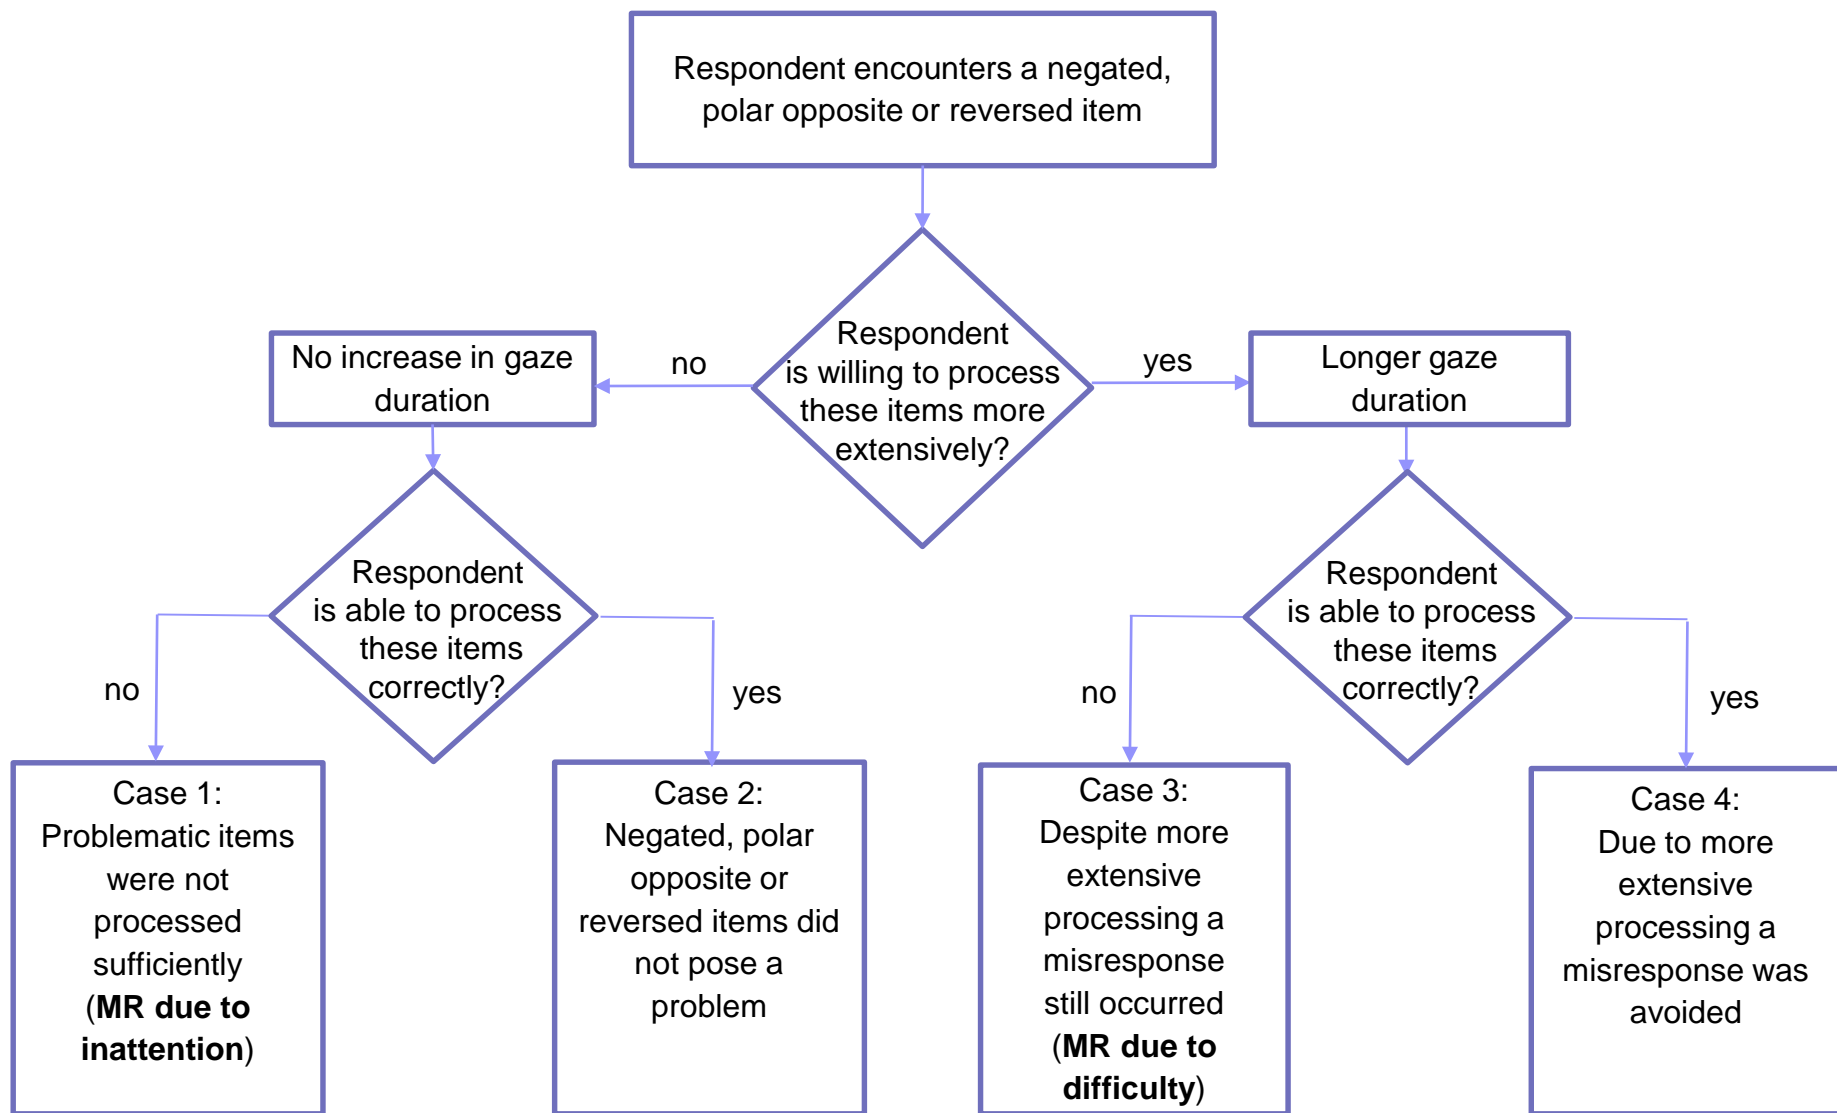 Respondent encounters a negated,
polar opposite or reversed item
Respondent
is willing to process
these items more
extensively?
no
yes
No increase in gaze
duration
Longer gaze
duration
Respondent
is able to process
these items
correctly?
no
yes
Respondent
is able to process
these items
correctly?
no
yes
Case 1:
Problematic items
were not
processed
sufficiently
(MR due to
inattention)
Case 2:
Negated, polar
opposite or
reversed items did
not pose a
problem
Case 3:
Despite more
extensive
processing a
misresponse
still occurred
(MR due to
difficulty)
Case 4:
Due to more
extensive
processing a
misresponse was
avoided